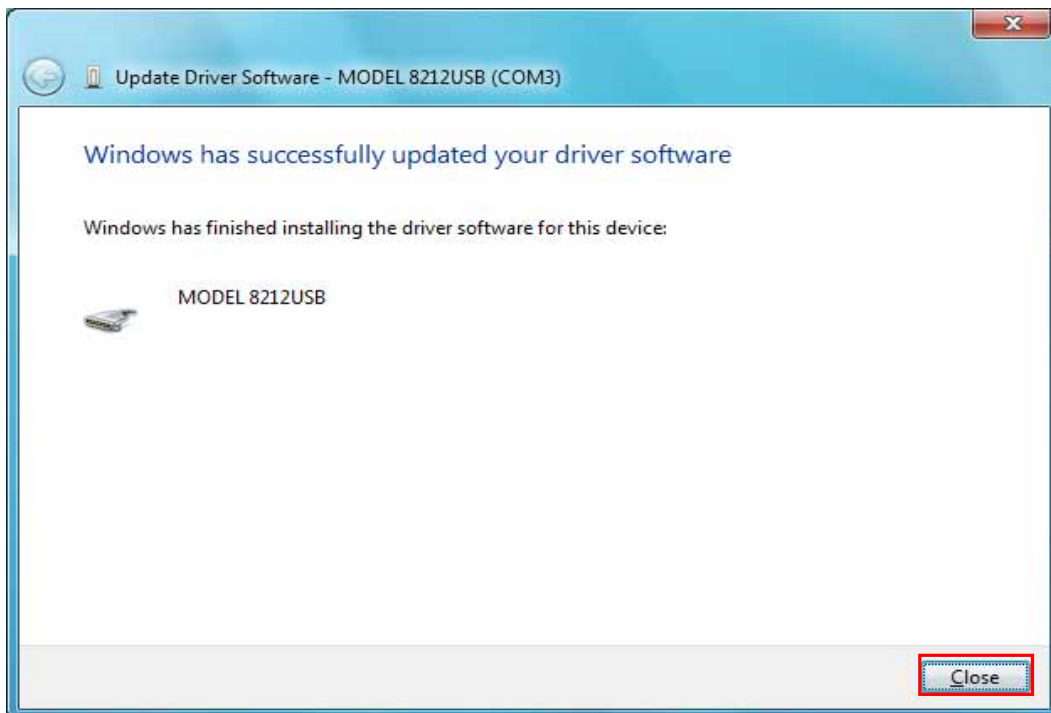 Update Driver Software - MODEL 8212USB (COM3)
Windows has successfully updated your driver software
Windows has finished installing the driver software for this device:
MODEL 8212USB
Close